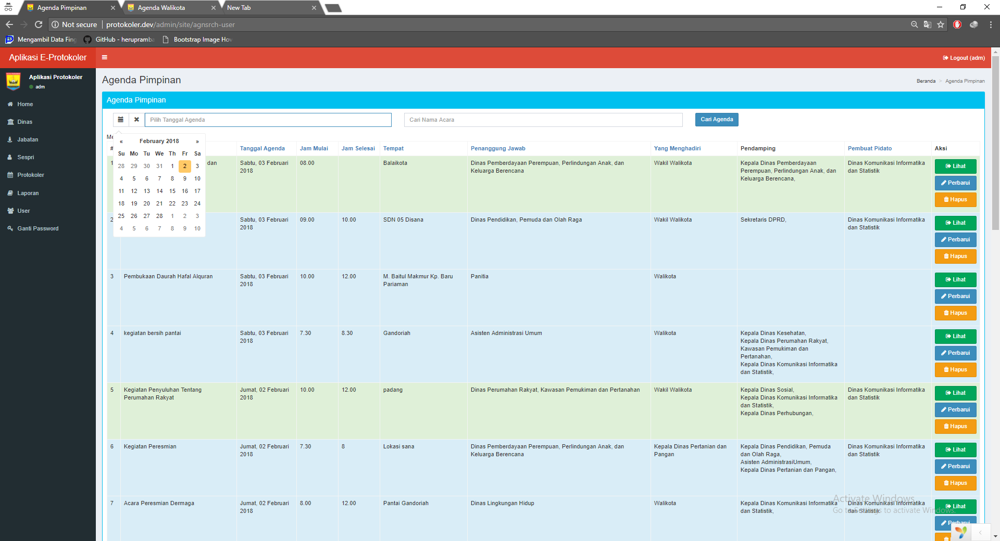 Agenda Pimpinan
Agenda Walikota
New Tab
Not secure
protokoler.dev/admin/site/agnsrch-user
Mengambil Data Fing
GitHub - herupramba
Bootstrap Image Hov
Aplikasi E-Protokoler
Logout (adm)
Aplikasi Protokoler
adm
Home
Dinas
Jabatan
Sespri
Protokoler
Laporan
User
Ganti Password
Agenda Pimpinan
Beranda > Agenda Pimpinan
Agenda Pimpinan
Pilih Tanggal Agenda
Cari Nama Acara
Cari Agenda
Me
« February 2018 »
Su Mo Tu We Th Fr Sa
28 29 30 31 1 2 3
4 5 6 7 8 9 10
11 12 13 14 15 16 17
18 19 20 21 22 23 24
25 26 27 28 1 2 3
4 5 6 7 8 9 10
# Tanggal Agenda Jam Mulai Jam Selesai Tempat Penanggung Jawab Yang Menghadiri Pendamping Pembuat Pidato Aksi
1 dan
Sabtu, 03 Februari
2018
08.00
Balaikota
Dinas Pemberdayaan Perempuan, Perlindungan Anak, dan
Keluarga Berencana
Wakil Walikota
Kepala Dinas Pemberdayaan
Perempuan, Perlindungan Anak, dan
Keluarga Berencana,
Dinas Komunikasi Informatika
dan Statistik
Lihat
Perbarui
Hapus
2
Sabtu, 03 Februari
2018
09.00
10.00
SDN 05 Disana
Dinas Pendidikan, Pemuda dan Olah Raga
Wakil Walikota
Sekretaris DPRD,
Dinas Komunikasi Informatika
dan Statistik
Lihat
Perbarui
Hapus
3
Pembukaan Daurah Hafal Alquran
Sabtu, 03 Februari
2018
10.00
12.00
M. Baitul Makmur Kp. Baru
Pariaman
Panitia
Walikota
Lihat
Perbarui
Hapus
4
kegiatan bersih pantai
Sabtu, 03 Februari
2018
7.30
8.30
Gandoriah
Asisten Administrasi Umum
Walikota
Kepala Dinas Kesehatan,
Kepala Dinas Perumahan Rakyat,
Kawasan Pemukiman dan
Pertanahan,
Kepala Dinas Komunikasi Informatika
dan Statistik,
Lihat
Perbarui
Hapus
5
Kegiatan Penyuluhan Tentang
Perumahan Rakyat
Jumat, 02 Februari
2018
10.00
12.00
padang
Dinas Perumahan Rakyat, Kawasan Pemukiman dan Pertanahan
Wakil Walikota
Kepala Dinas Sosial,
Kepala Dinas Komunikasi Informatika
dan Statistik,
Kepala Dinas Perhubungan,
Dinas Komunikasi Informatika
dan Statistik
Lihat
Perbarui
Hapus
6
Kegiatan Peresmian
Jumat, 02 Februari
2018
7.30
8
Lokasi sana
Dinas Pemberdayaan Perempuan, Perlindungan Anak, dan
Keluarga Berencana
Kepala Dinas Pertanian dan
Pangan
Kepala Dinas Pendidikan, Pemuda
dan Olah Raga,
Asisten AdministrasiUmum,
Kepala Dinas Pertanian dan Pangan,
Dinas Komunikasi Informatika
dan Statistik
Lihat
Perbarui
Hapus
7
Acara Peresmian Dermaga
Jumat, 02 Februari
2018
8.00
12.00
Pantai Gandoriah
Dinas Lingkungan Hidup
Walikota
Kepala Dinas Komunikasi Informatika
dan Statistik,
Dinas Komunikasi Informatika
dan Statistik
Lihat
Perbarui
Activate Windows
Go to Settings to activate Windows.